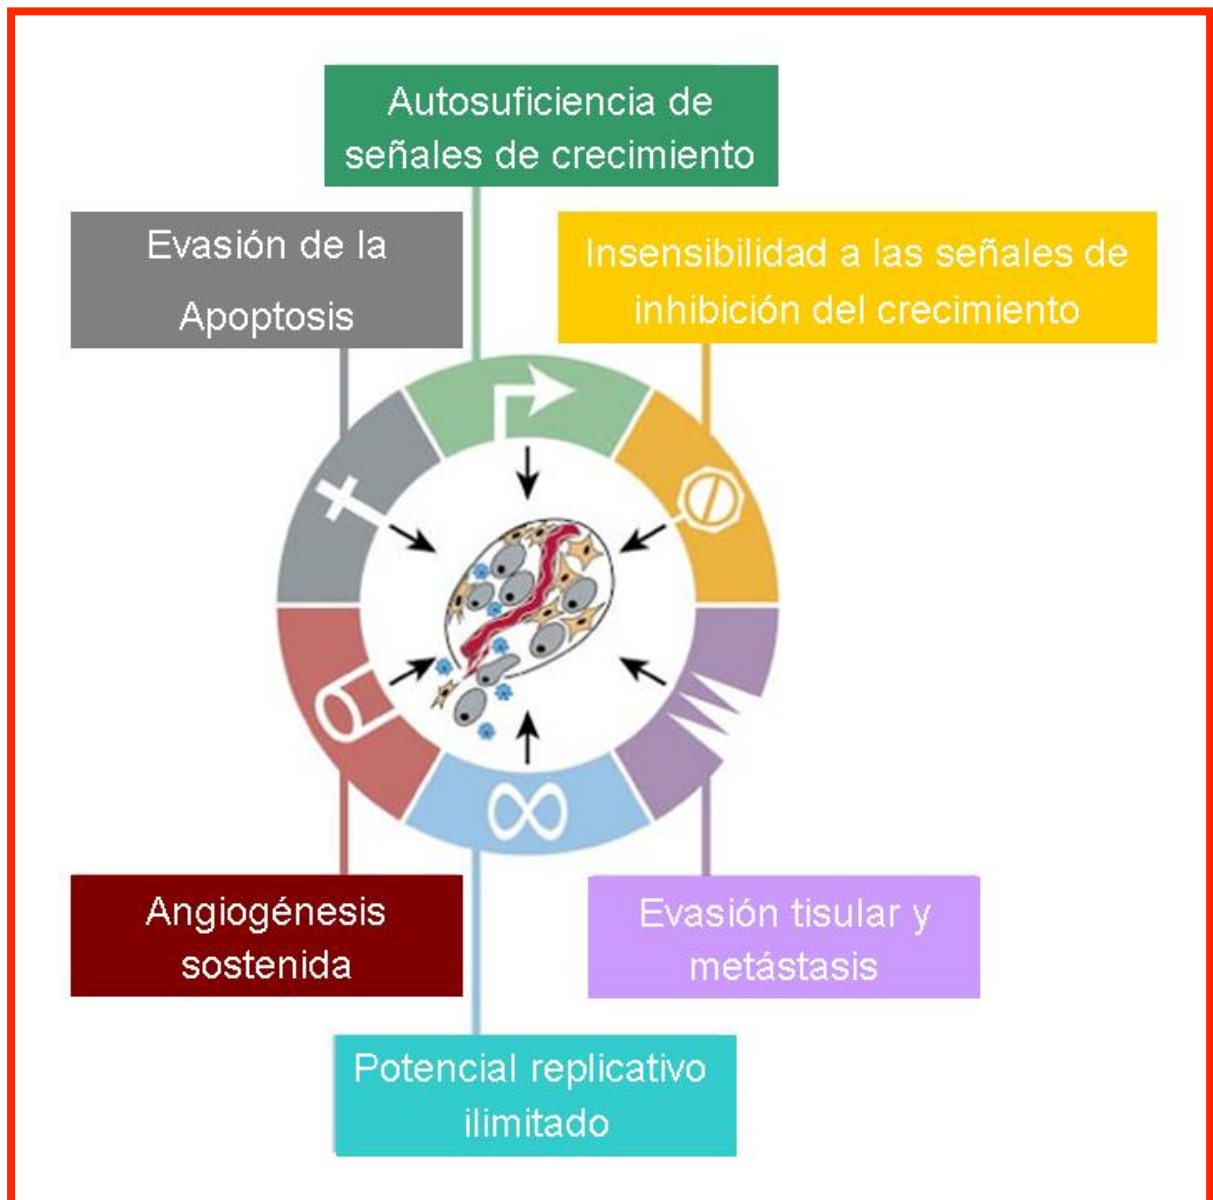 Autosuficiencia de
señales de crecimiento
Evasión de la
Apoptosis
Insensibilidad a las señales de
inhibición del crecimiento
Angiogénesis
sostenida
Evasión tisular y
metástasis
Potencial replicativo
ilimitado